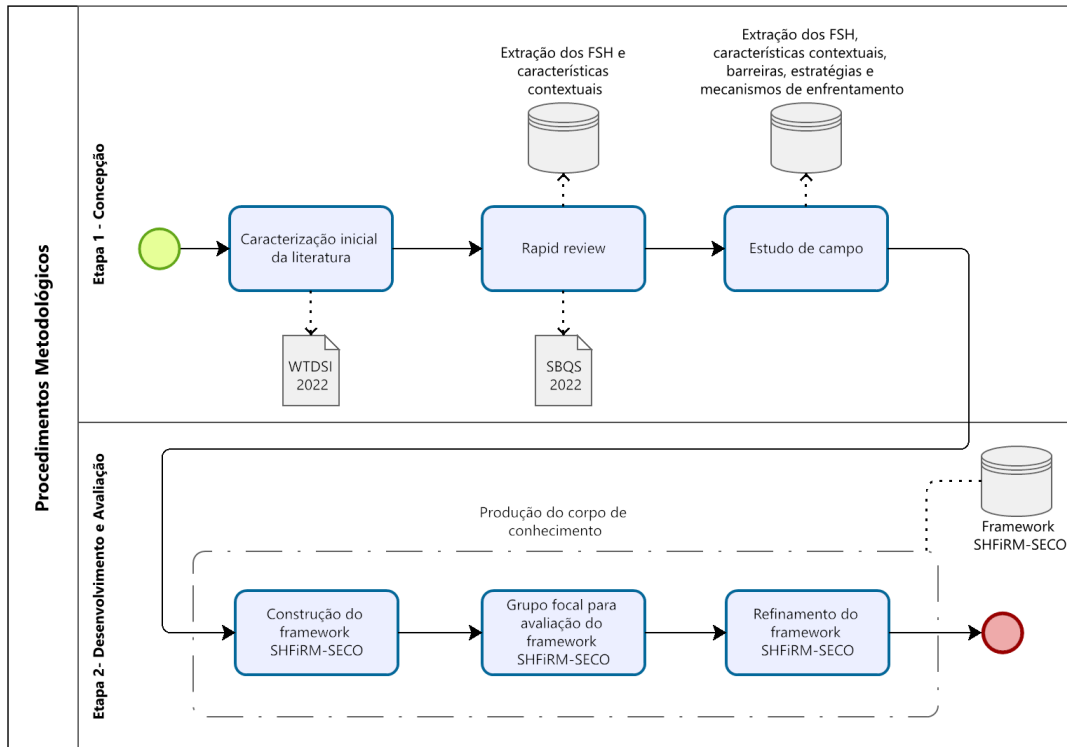 Procedimentos Metodológicos
Etapa 1 - Concepção
Extração dos FSH e
características
contextuais
Extração dos FSH,
características contextuais,
barreiras, estratégias e
mecanismos de enfrentamento
Caracterização inicial
da literatura
Rapid review
Estudo de campo
WTDSI
2022
SBQS
2022
Etapa 2- Desenvolvimento e Avaliação
Produção do corpo de
conhecimento
Framework
SHFiRM-SECO
Construção do
framework
SHFiRM-SECO
Grupo focal para
avaliação do
framework
SHFiRM-SECO
Refinamento do
framework
SHFiRM-SECO